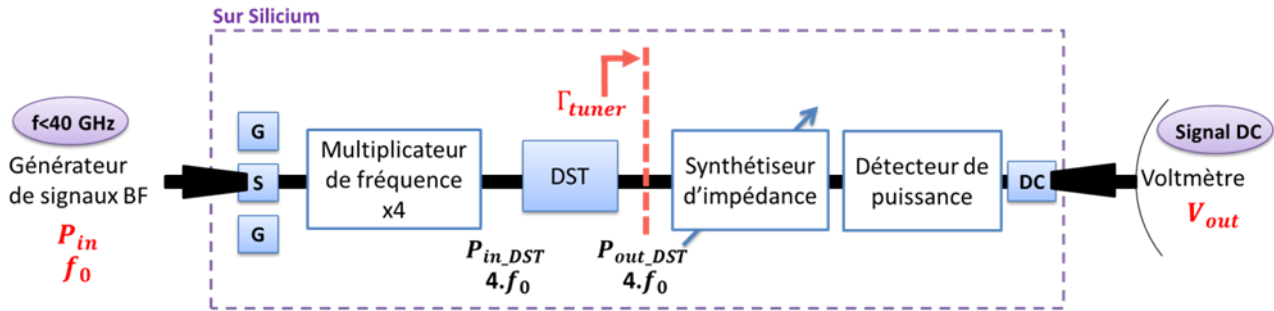 Sur Silicium
f<40 GHz
Générateur
de signaux BF
P_in
f_0
G
S
G
Multiplicateur
de fréquence
x4
DST
P_in_DST
4.f_0
Γ_tuner
P_out_DST
4.f_0
Synthétiseur
d'impédance
Détecteur de
puissance
DC
Signal DC
Voltmètre
V_out